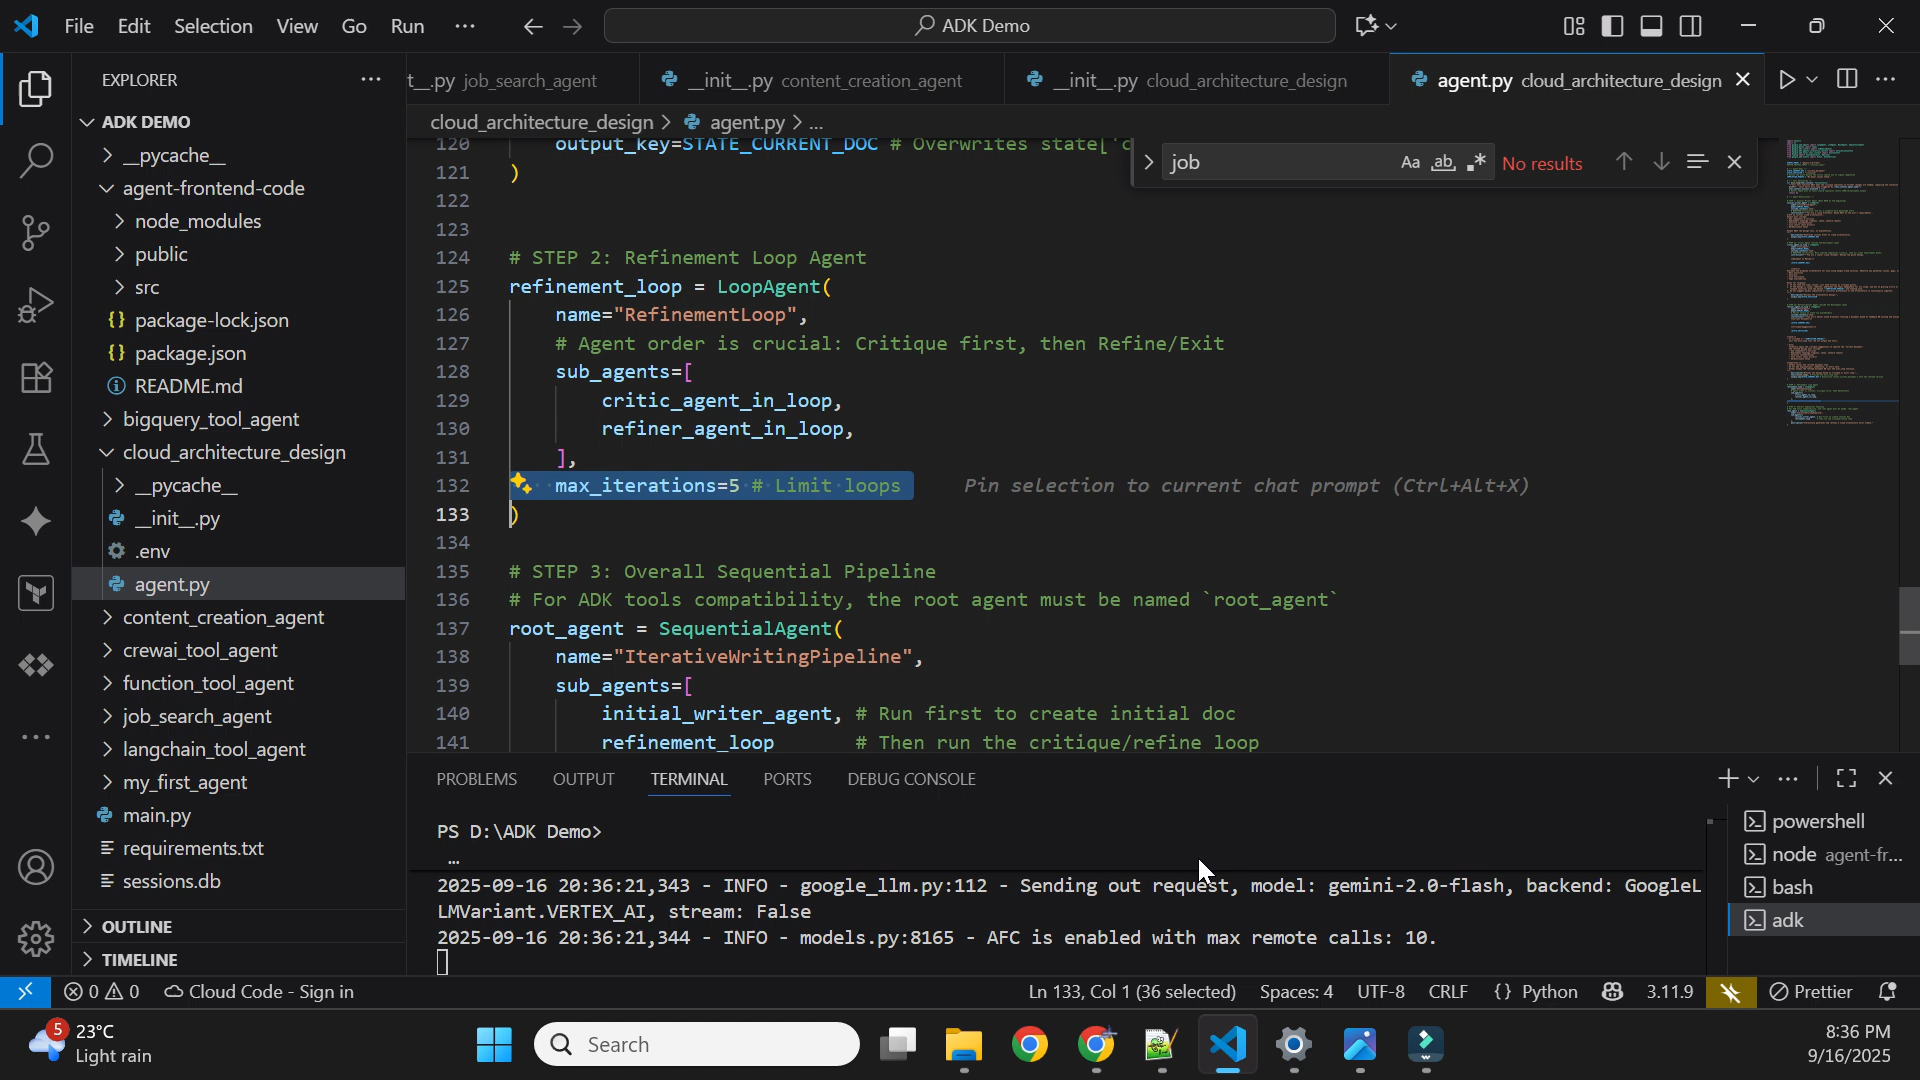 File Edit Selection View Go Run ... ADK Demo
EXPLORER ...
t__.py job_search_agent __init__.py content_creation_agent __init__.py cloud_architecture_design agent.py cloud_architecture_design
cloud_architecture_design > agent.py > ...
ADK DEMO
__pycache__
agent-frontend-code
node_modules
public
src
package-lock.json
package.json
README.md
bigquery_tool_agent
cloud_architecture_design
__pycache__
__init__.py
.env
agent.py
content_creation_agent
crewai_tool_agent
function_tool_agent
job_search_agent
langchain_tool_agent
my_first_agent
main.py
requirements.txt
sessions.db
OUTLINE
TIMELINE
job Aa ab No results
120 output_key=STATE_CURRENT_DOC # Overwrites state['c
121 )
122
123
124 # STEP 2: Refinement Loop Agent
125 refinement_loop = LoopAgent(
126 name="RefinementLoop",
127 # Agent order is crucial: Critique first, then Refine/Exit
128 sub_agents=[
129 critic_agent_in_loop,
130 refiner_agent_in_loop,
131 ],
132 max_iterations=5 # Limit loops Pin selection to current chat prompt (Ctrl+Alt+X)
133 )
134
135 # STEP 3: Overall Sequential Pipeline
136 # For ADK tools compatibility, the root agent must be named `root_agent`
137 root_agent = SequentialAgent(
138 name="IterativeWritingPipeline",
139 sub_agents=[
140 initial_writer_agent, # Run first to create initial doc
141 refinement_loop # Then run the critique/refine loop
PROBLEMS OUTPUT TERMINAL PORTS DEBUG CONSOLE
PS D:\ADK Demo>
...
2025-09-16 20:36:21,343 - INFO - google_llm.py:112 - Sending out request, model: gemini-2.0-flash, backend: GoogleL
LMVariant.VERTEX_AI, stream: False
2025-09-16 20:36:21,344 - INFO - models.py:8165 - AFC is enabled with max remote calls: 10.
powershell
node agent-fr...
bash
adk
0 0 Cloud Code - Sign in Ln 133, Col 1 (36 selected) Spaces: 4 UTF-8 CRLF {} Python 3.11.9 Prettier
5 23°C
Light rain
Search
8:36 PM
9/16/2025